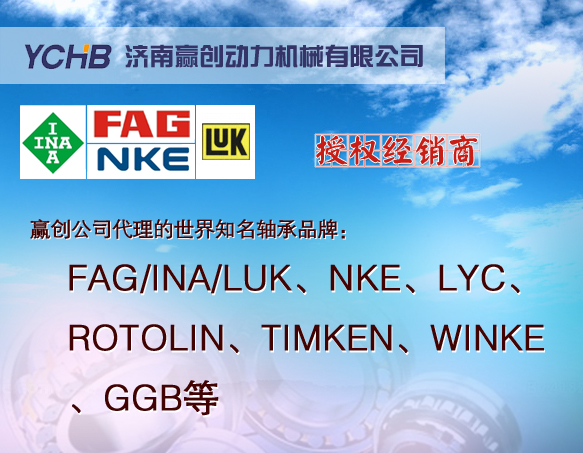 YCHB 济南赢创动力机械有限公司
INA
FAG
NKE
LUK
授权经销商
赢创公司代理的世界知名轴承品牌：
FAG/INA/LUK、NKE、LYC、
ROTOLIN、TIMKEN、WINKE
、GGB等